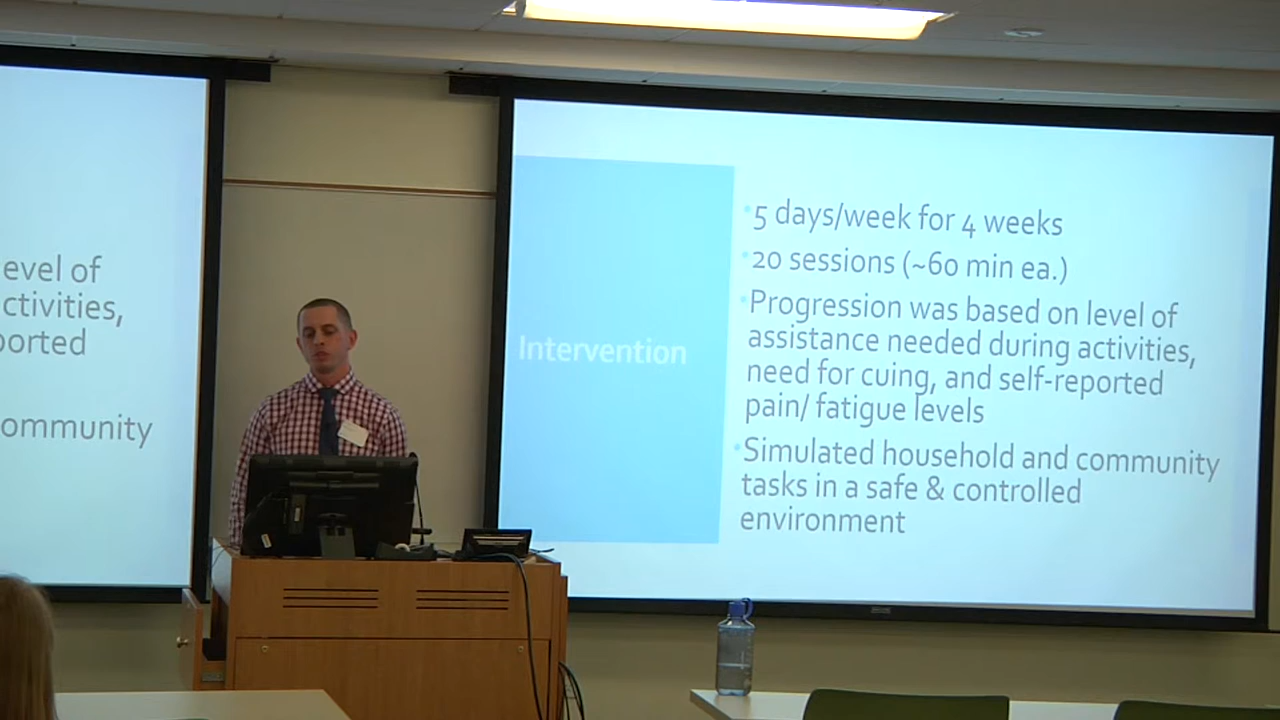 evel of
ctivities,
ported
ommunity
Intervention
5 days/week for 4 weeks
20 sessions (~60 min ea.)
Progression was based on level of
assistance needed during activities,
need for cuing, and self-reported
pain/ fatigue levels
Simulated household and community
tasks in a safe & controlled
environment